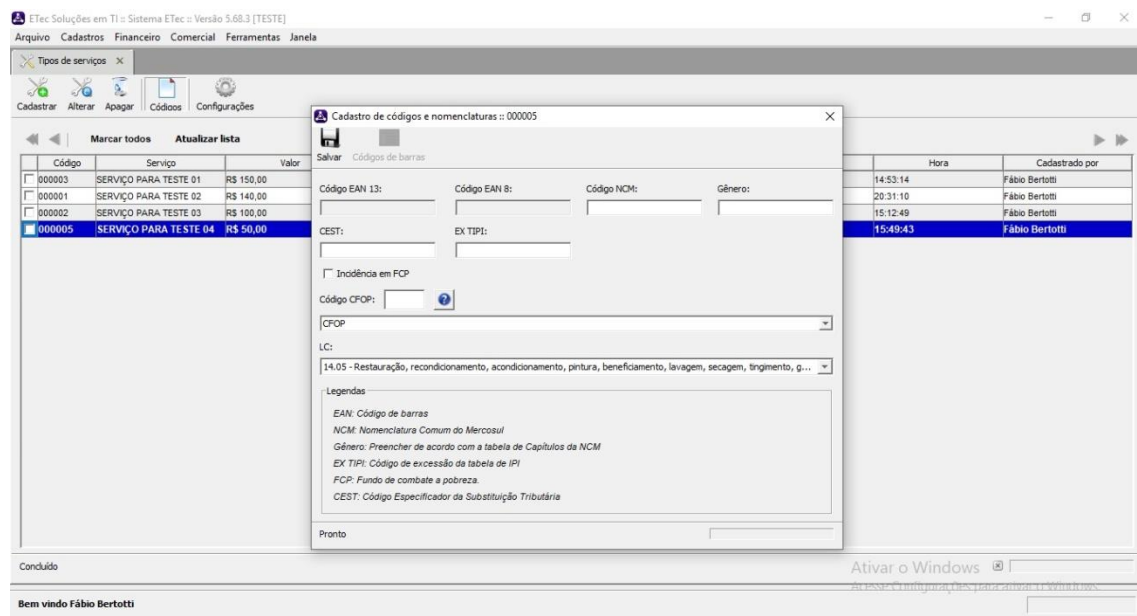 ETec Soluções em TI :: Sistema ETec :: Versão 5.68.3 [TESTE]
Arquivo Cadastros Financeiro Comercial Ferramentas Janela
Tipos de serviços X
Cadastrar Alterar Apagar Códigos Configurações
Marcar todos Atualizar lista
Código Serviço Valor Hora Cadastrado por
000003 SERVIÇO PARA TESTE 01 R$ 150,00 14:53:14 Fábio Bertotti
000001 SERVIÇO PARA TESTE 02 R$ 140,00 20:31:10 Fábio Bertotti
000002 SERVIÇO PARA TESTE 03 R$ 100,00 15:12:49 Fábio Bertotti
000005 SERVIÇO PARA TESTE 04 R$ 50,00 15:49:43 Fábio Bertotti
Cadastro de códigos e nomenclaturas :: 000005
Salvar Códigos de barras
Código EAN 13: Código EAN 8: Código NCM: Gênero:
CEST: EX TIPI:
Incidência em FCP
Código CFOP:
CFOP
LC:
14.05 - Restauração, recondicionamento, acondicionamento, pintura, beneficiamento, lavagem, secagem, tingimento, g...
Legendas
EAN: Código de barras
NCM: Nomenclatura Comum do Mercosul
Gênero: Preencher de acordo com a tabela de Capítulos da NCM
EX TIPI: Código de excessão da tabela de IPI
FCP: Fundo de combate a pobreza.
CEST: Código Especificador da Substituição Tributária
Pronto
Concluído
Ativar o Windows
Acesse Configurações para ativar o Windows.
Bem vindo Fábio Bertotti